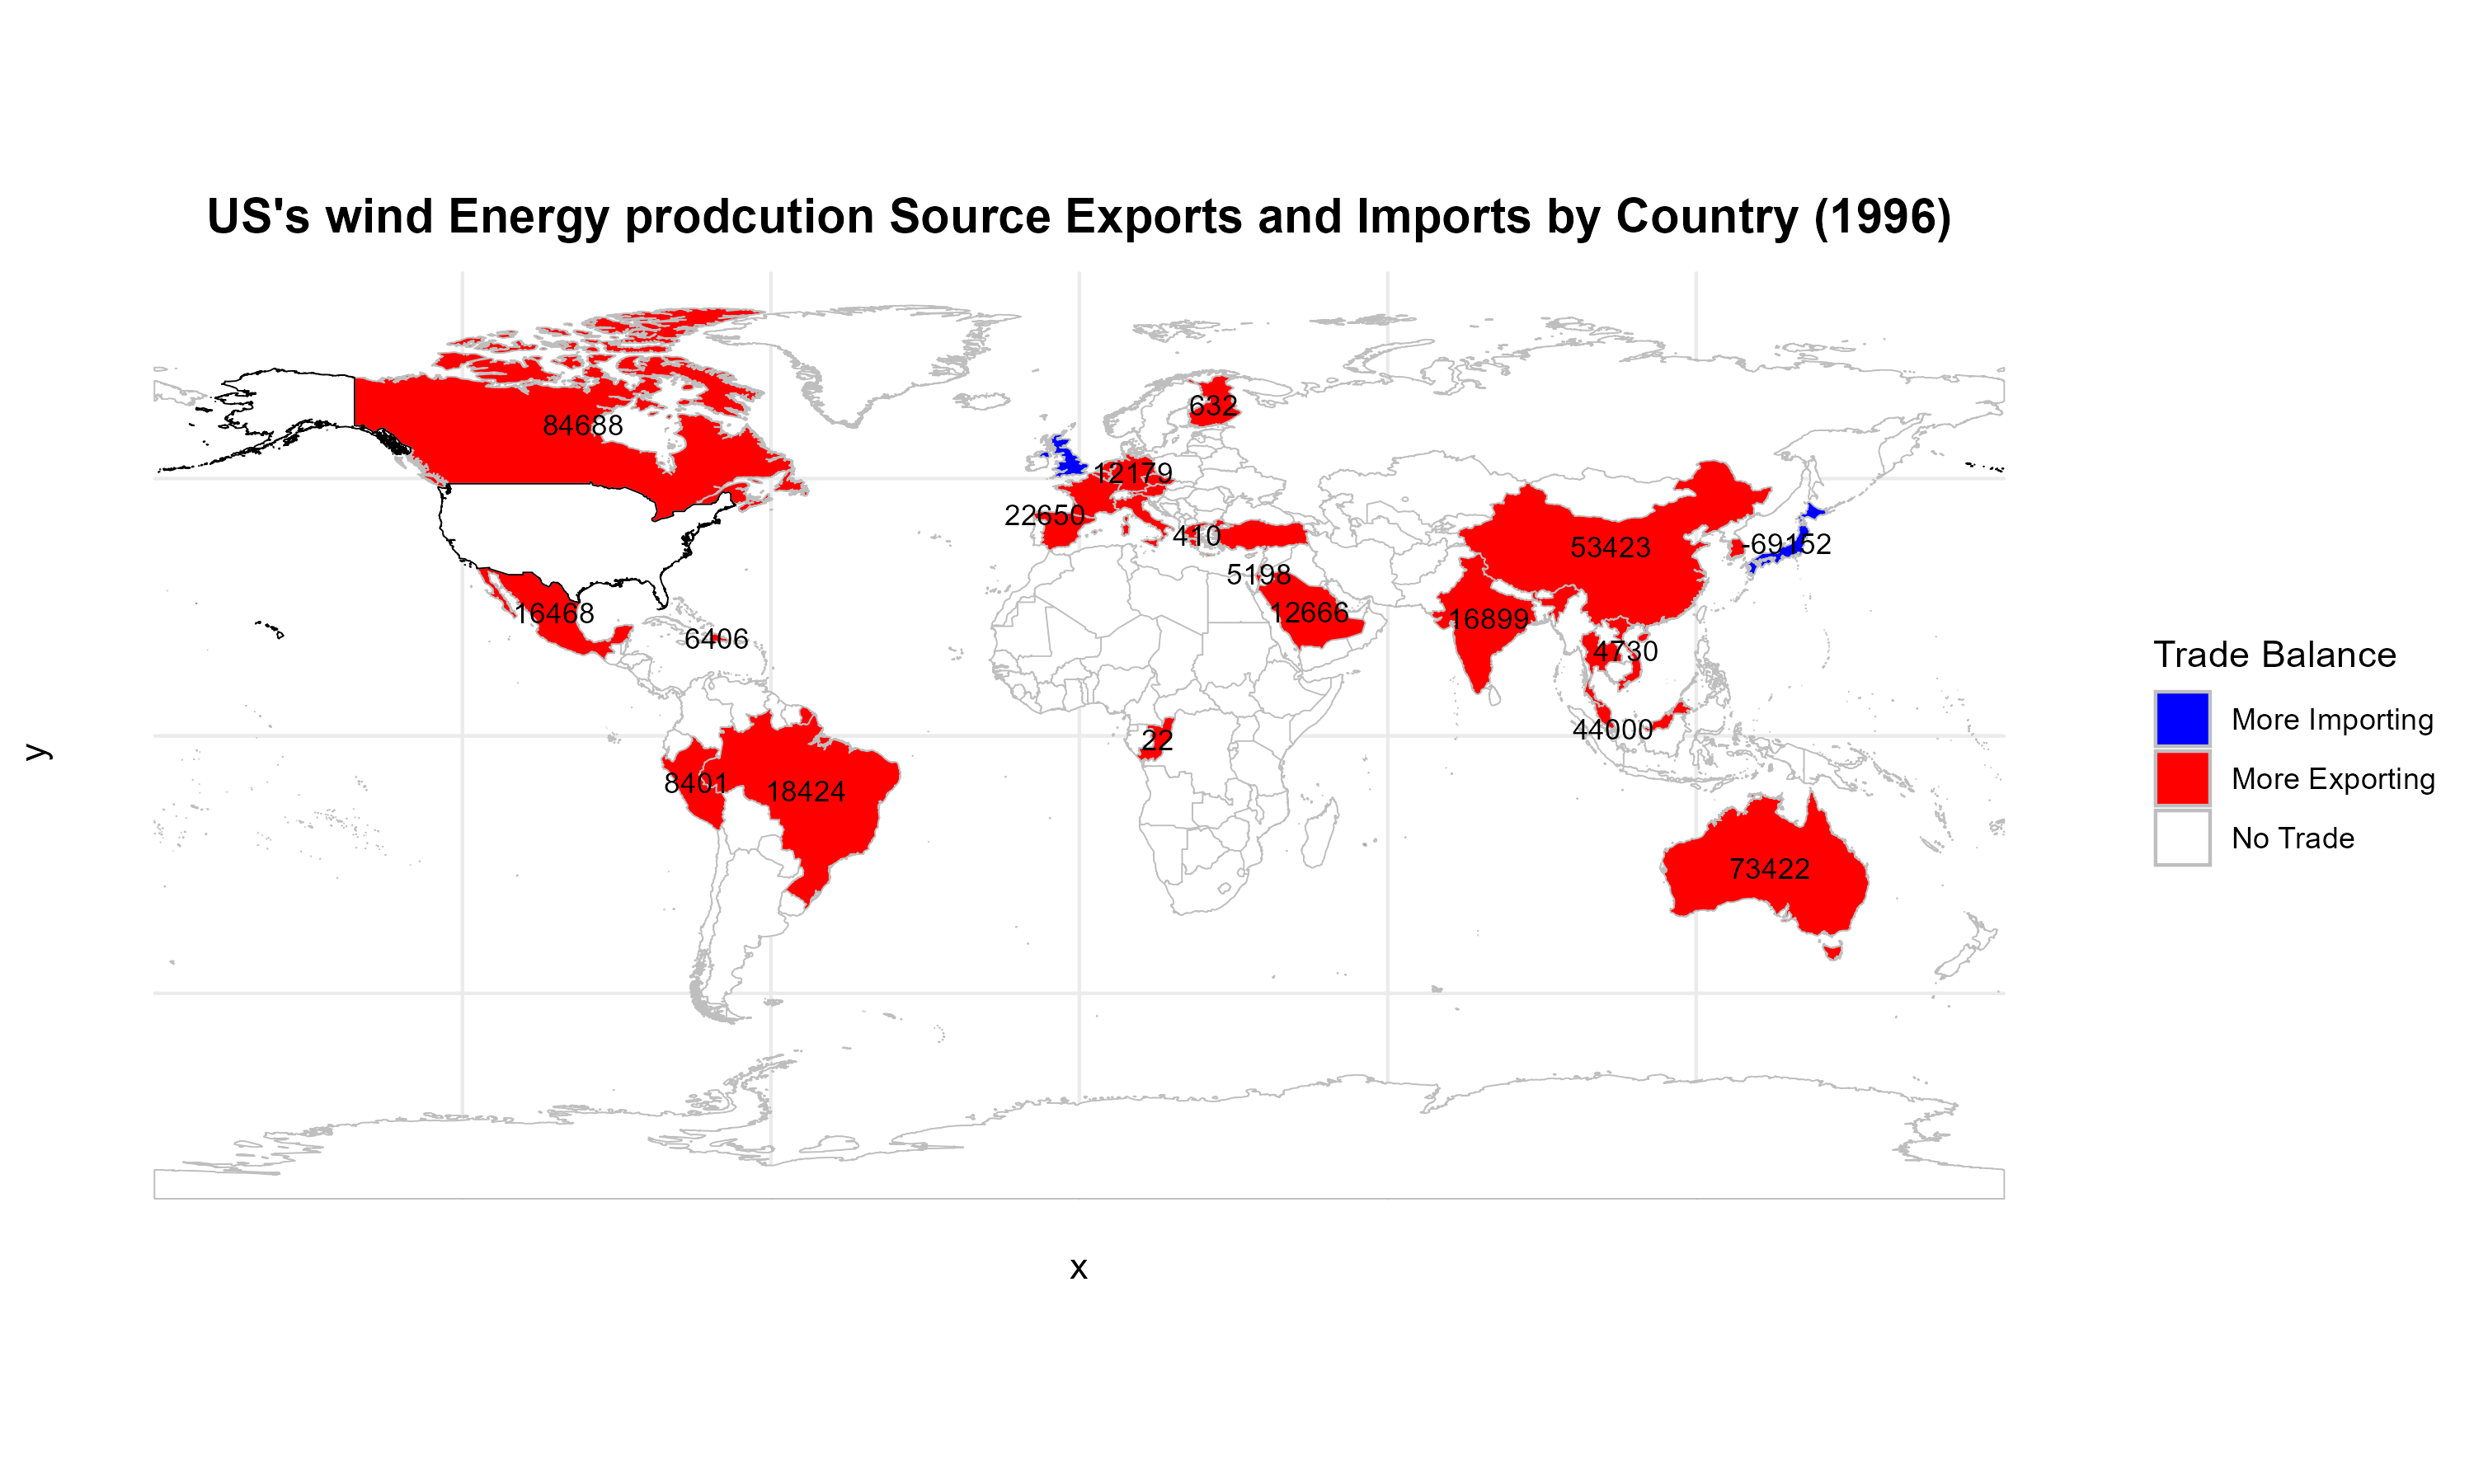 US's wind Energy prodcution Source Exports and Imports by Country (1996)
84688
632
12179
22650
410
53423
-69152
5198
16468
12666
16899
6406
4730
44000
22
8401
18424
73422
y
x
Trade Balance
More Importing
More Exporting
No Trade